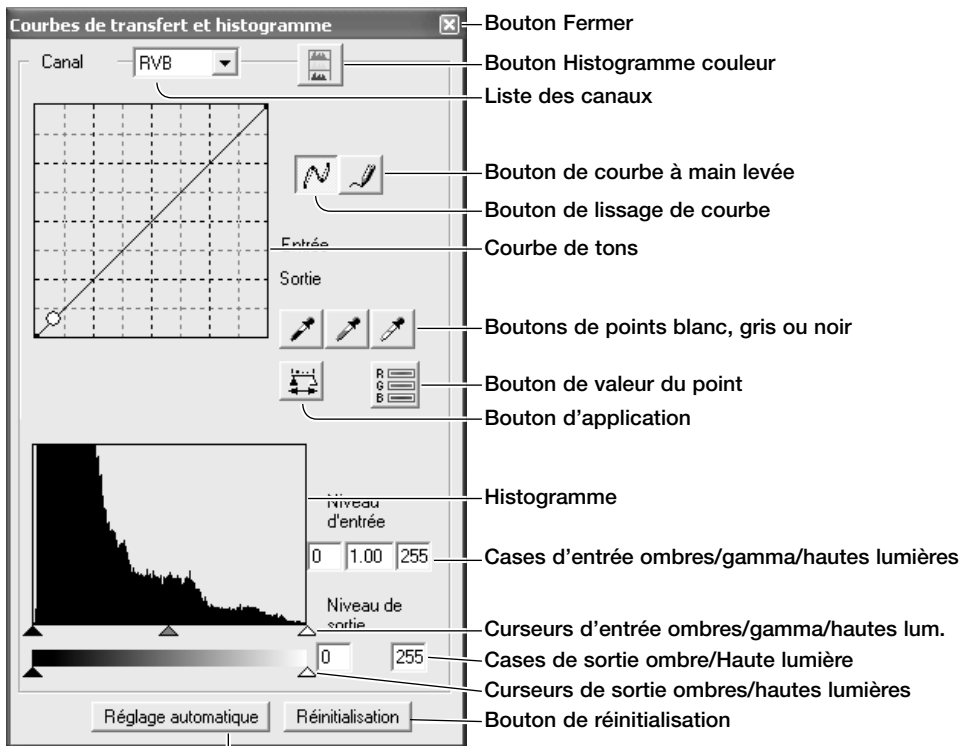 Courbes de transfert et histogramme
Bouton Fermer
Canal
RVB
Bouton Histogramme couleur
Liste des canaux
Bouton de courbe à main levée
Bouton de lissage de courbe
Entrée
Courbe de tons
Sortie
Boutons de points blanc, gris ou noir
R
G
B
Bouton de valeur du point
Bouton d'application
Histogramme
Niveau
d'entrée
0 1.00 255
Cases d'entrée ombres/gamma/hautes lumières
Niveau de
sortie
Curseurs d'entrée ombres/gamma/hautes lum.
0 255
Cases de sortie ombre/Haute lumière
Curseurs de sortie ombres/hautes lumières
Réglage automatique
Réinitialisation
Bouton de réinitialisation